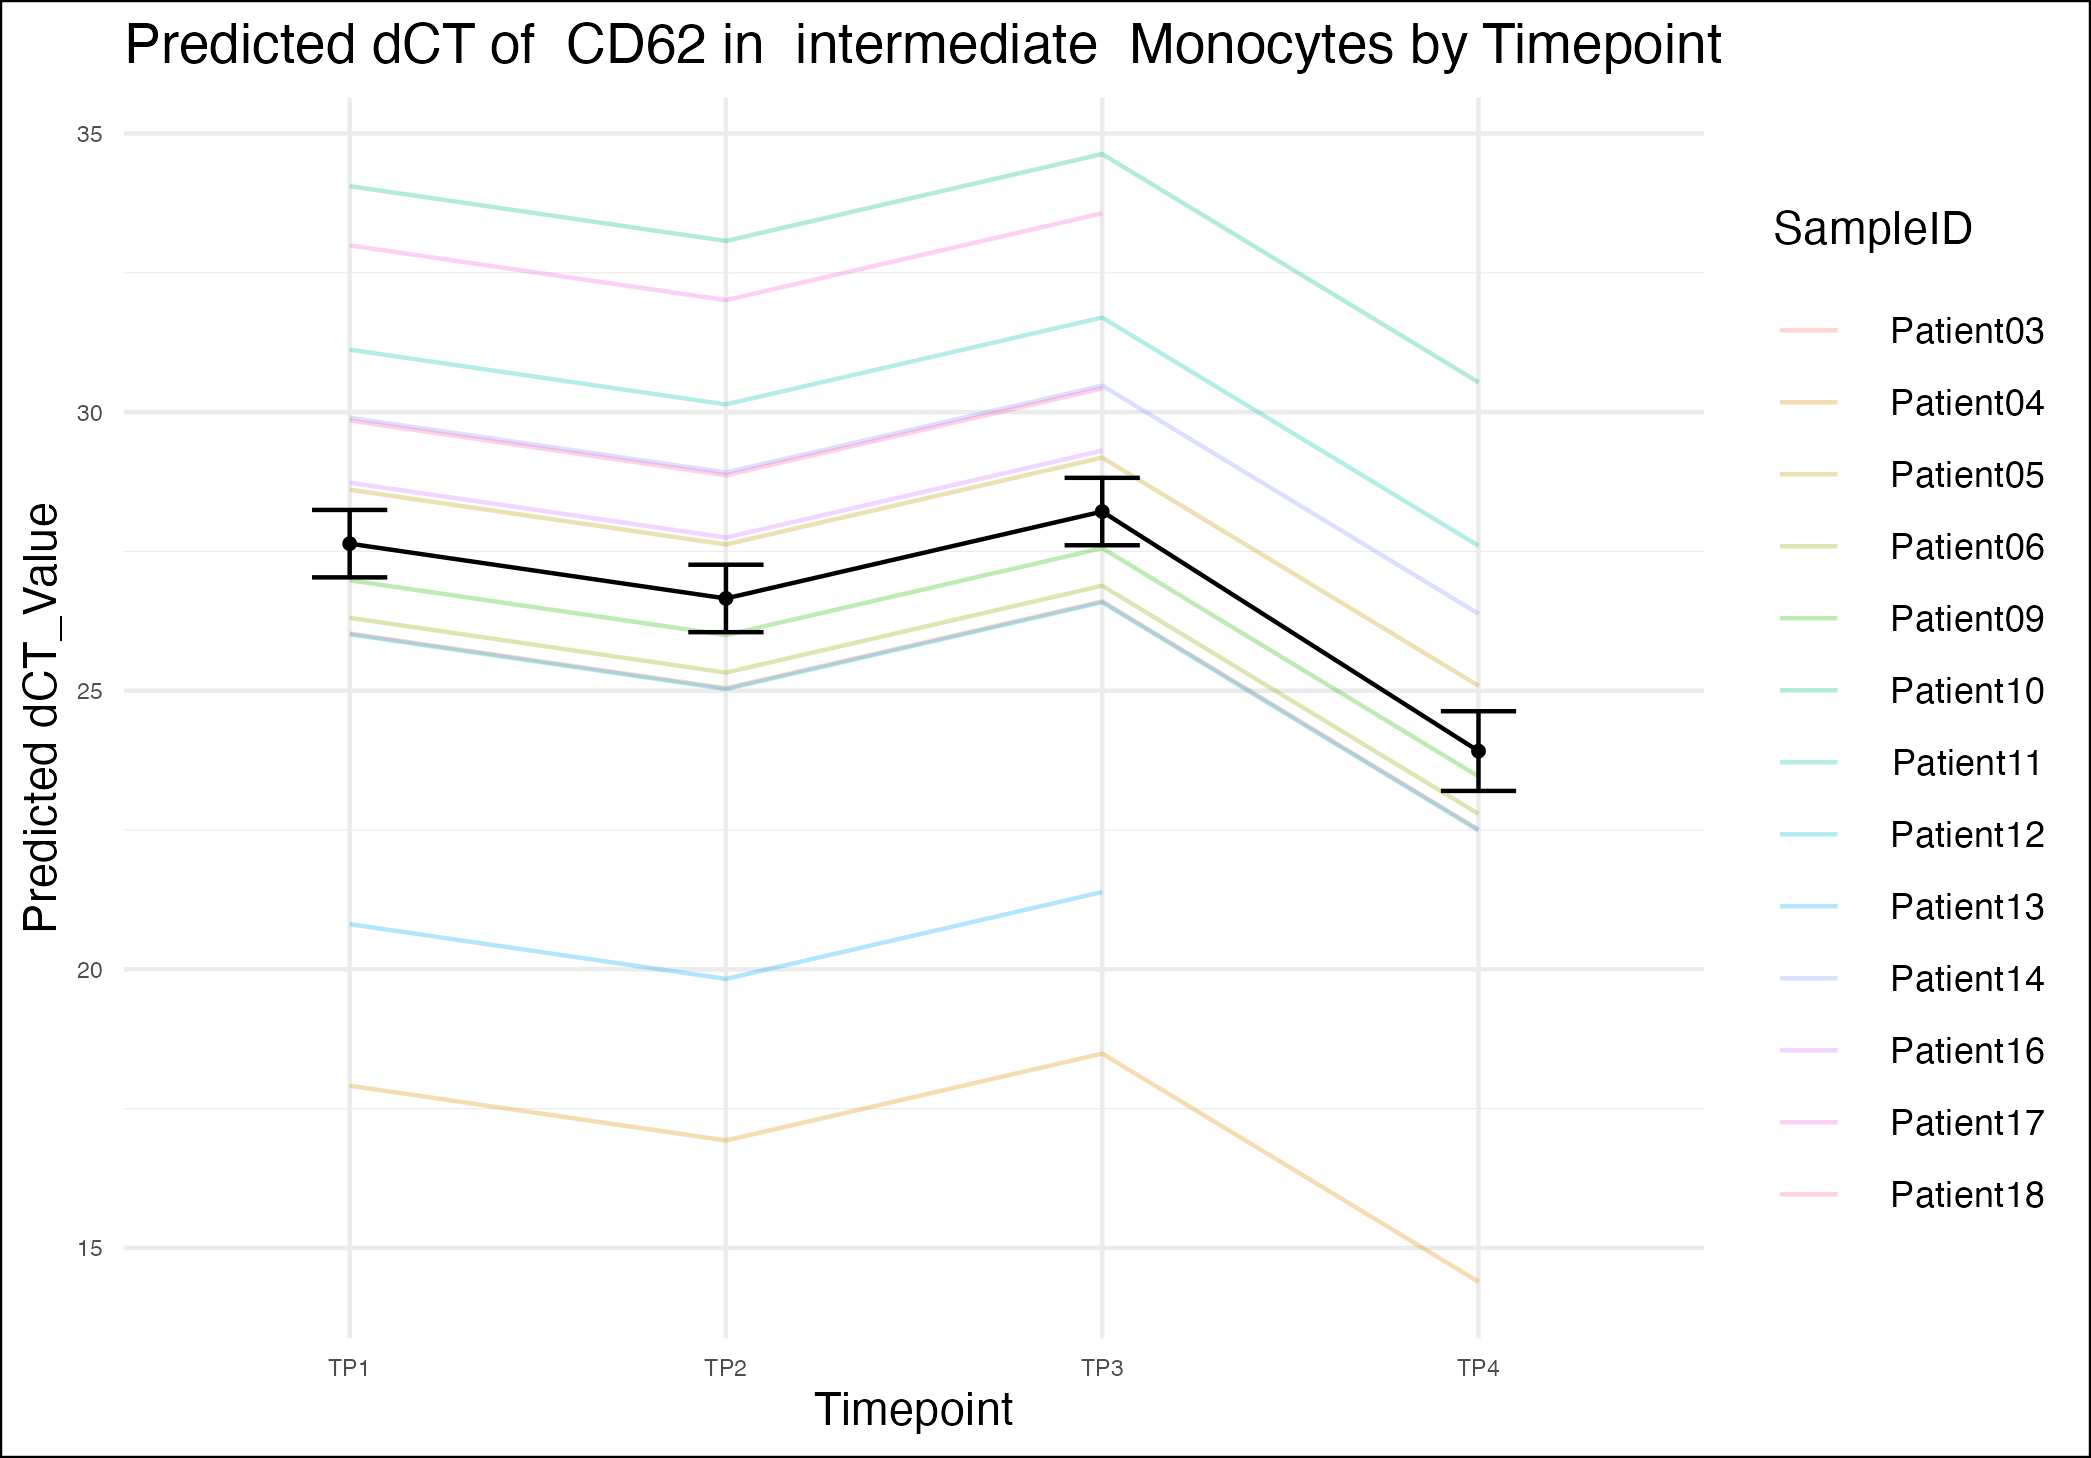 Predicted dCT of  CD62 in  intermediate  Monocytes by Timepoint
Predicted dCT_Value
35
30
25
20
15
TP1 TP2 TP3 TP4
Timepoint
SampleID
Patient03
Patient04
Patient05
Patient06
Patient09
Patient10
Patient11
Patient12
Patient13
Patient14
Patient16
Patient17
Patient18